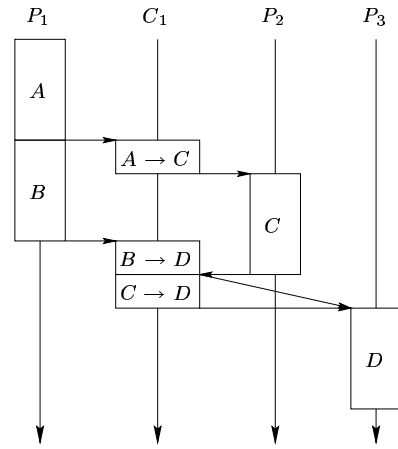 P₁ C₁ P₂ P₃
A
A → C
B
C
B → D
C → D
D